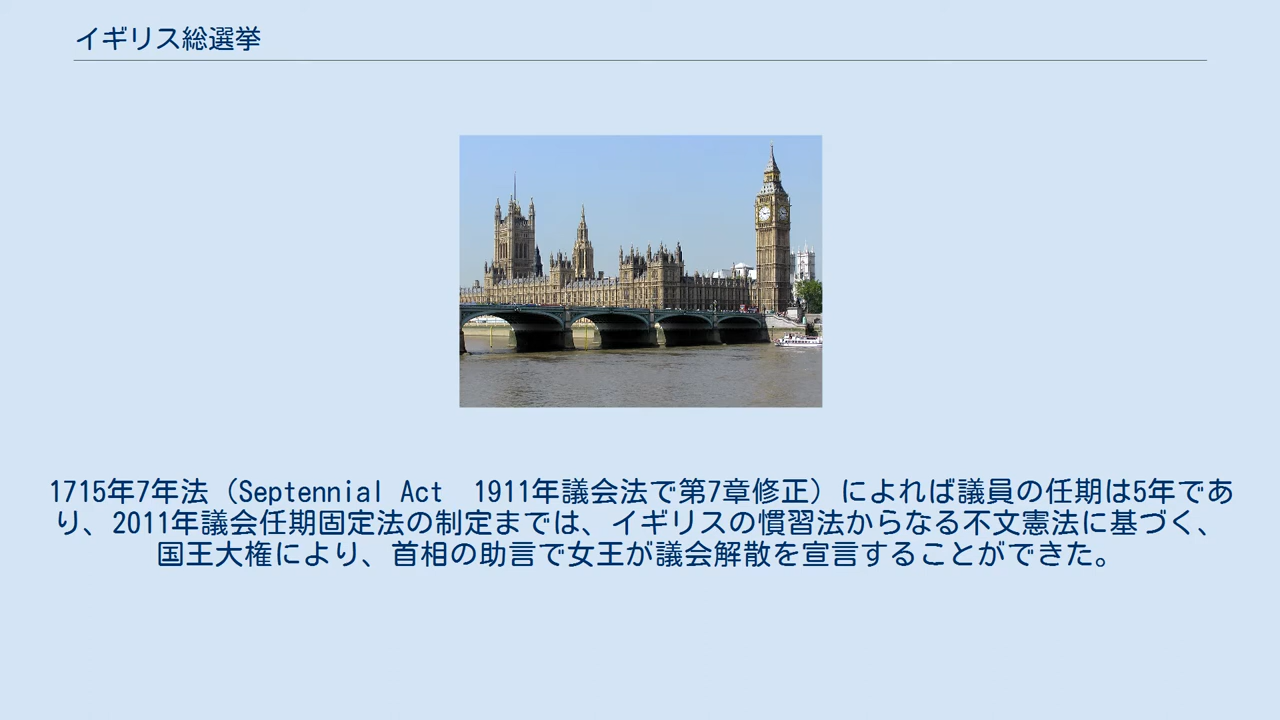 イギリス総選挙
1715年7年法（Septennial Act　1911年議会法で第7章修正）によれば議員の任期は5年であ
り、2011年議会任期固定法の制定までは、イギリスの慣習法からなる不文憲法に基づく、
国王大権により、首相の助言で女王が議会解散を宣言することができた。